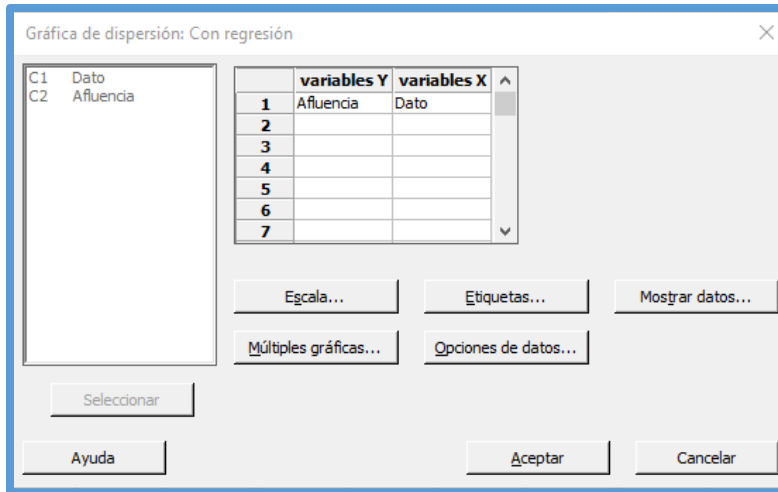 Gráfica de dispersión: Con regresión
C1 Dato
C2 Afluencia
variables Y variables X
1 Afluencia Dato
2
3
4
5
6
7
Escala... Etiquetas... Mostrar datos...
Múltiples gráficas... Opciones de datos...
Seleccionar
Ayuda Aceptar Cancelar